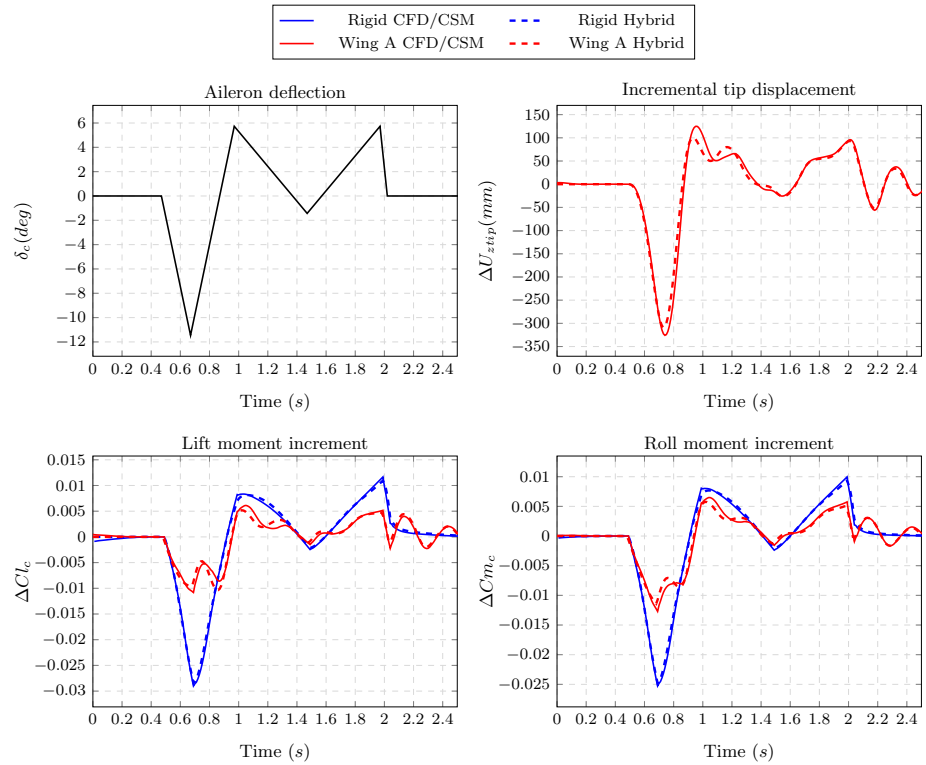 Rigid CFD/CSM Rigid Hybrid
Wing A CFD/CSM Wing A Hybrid
Aileron deflection
6
4
2
0
−2
−4
−6
−8
−10
−12
δc(deg)
0 0.2 0.4 0.6 0.8 1 1.2 1.4 1.6 1.8 2 2.2 2.4
Time (s)
Incremental tip displacement
150
100
50
0
−50
−100
−150
−200
−250
−300
−350
ΔUztip(mm)
0 0.2 0.4 0.6 0.8 1 1.2 1.4 1.6 1.8 2 2.2 2.4
Time (s)
Lift moment increment
0.015
0.01
0.005
0
−0.005
−0.01
−0.015
−0.02
−0.025
−0.03
ΔClc
0 0.2 0.4 0.6 0.8 1 1.2 1.4 1.6 1.8 2 2.2 2.4
Time (s)
Roll moment increment
0.01
0.005
0
−0.005
−0.01
−0.015
−0.02
−0.025
ΔCmc
0 0.2 0.4 0.6 0.8 1 1.2 1.4 1.6 1.8 2 2.2 2.4
Time (s)